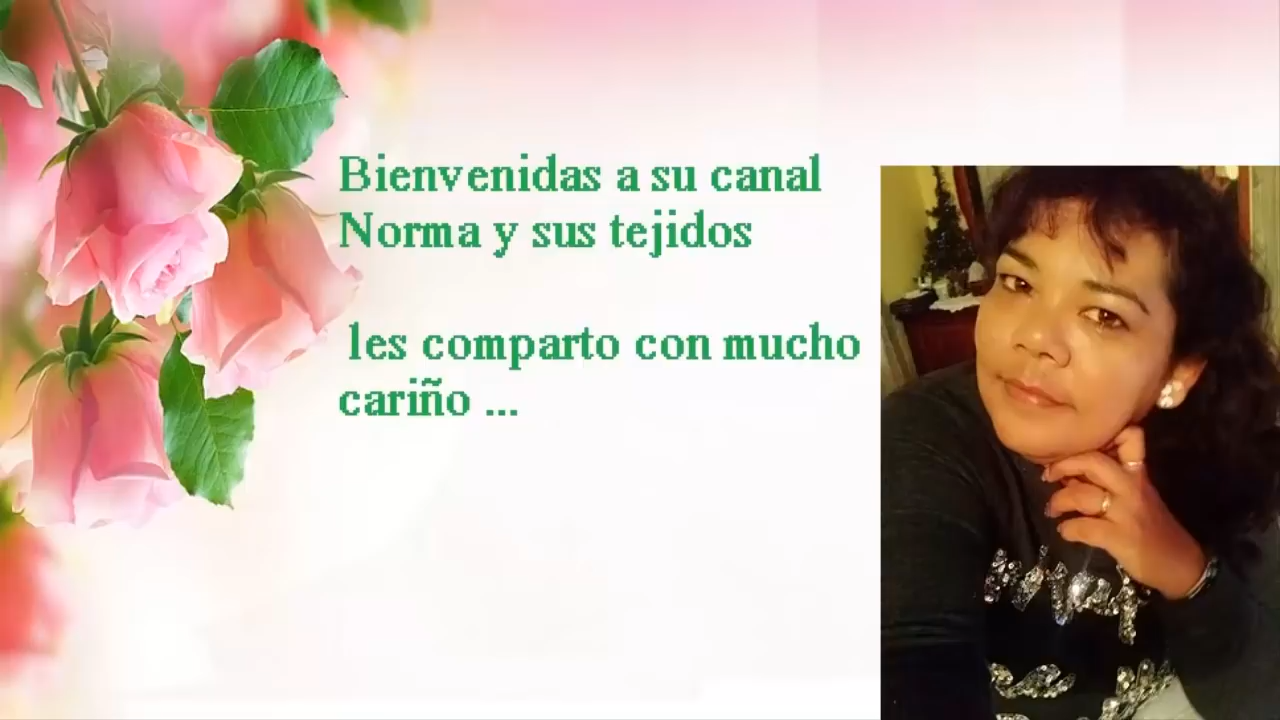 Bienvenidas a su canal
Norma y sus tejidos
les comparto con mucho
cariño ...